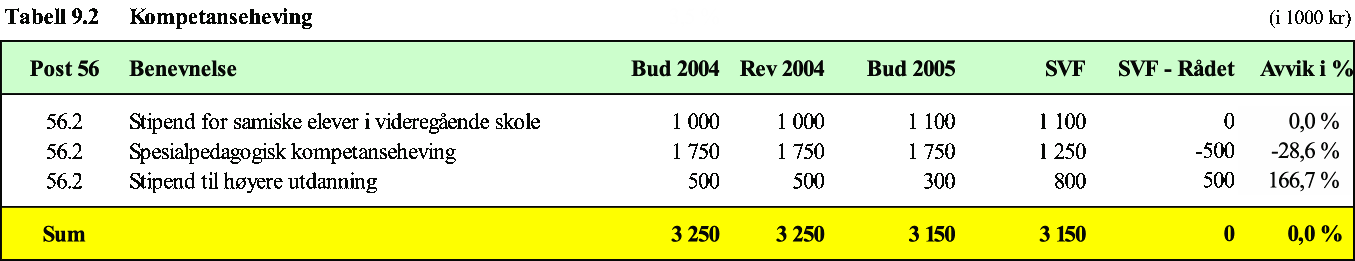 Tabell 9.2 Kompetanseheving (i 1000 kr)
Post 56 Benevnelse Bud 2004 Rev 2004 Bud 2005 SVF SVF - Rådet Avvik i %
56.2 Stipend for samiske elever i videregående skole 1 000 1 000 1 100 1 100 0 0,0 %
56.2 Spesialpedagogisk kompetanseheving 1 750 1 750 1 750 1 250 -500 -28,6 %
56.2 Stipend til høyere utdanning 500 500 300 800 500 166,7 %
Sum 3 250 3 250 3 150 3 150 0 0,0 %